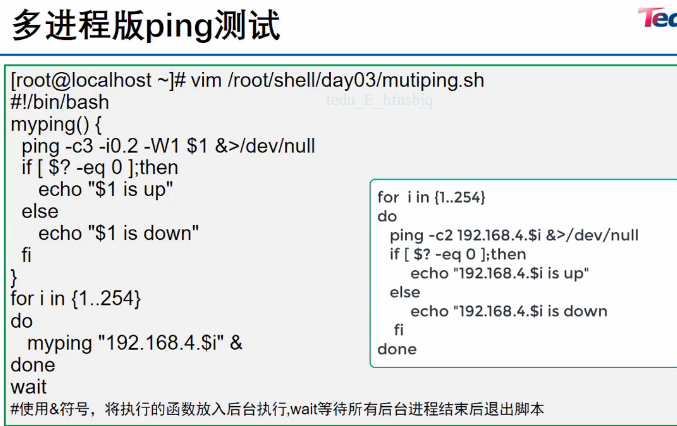 多进程版ping测试
Ted
[root@localhost ~]# vim /root/shell/day03/mutiping.sh
tedu_E_bfusbjq
#!/bin/bash
myping() {
ping -c3 -i0.2 -W1 $1 &>/dev/null
if [ $? -eq 0 ];then
echo "$1 is up"
else
echo "$1 is down"
fi
}
for i in {1..254}
do
myping "192.168.4.$i" &
done
wait
#使用&符号，将执行的函数放入后台执行,wait等待所有后台进程结束后退出脚本
for i in {1..254}
do
ping -c2 192.168.4.$i &>/dev/null
if [ $? -eq 0 ];then
echo "192.168.4.$i is up"
else
echo "192.168.4.$i is down
fi
done